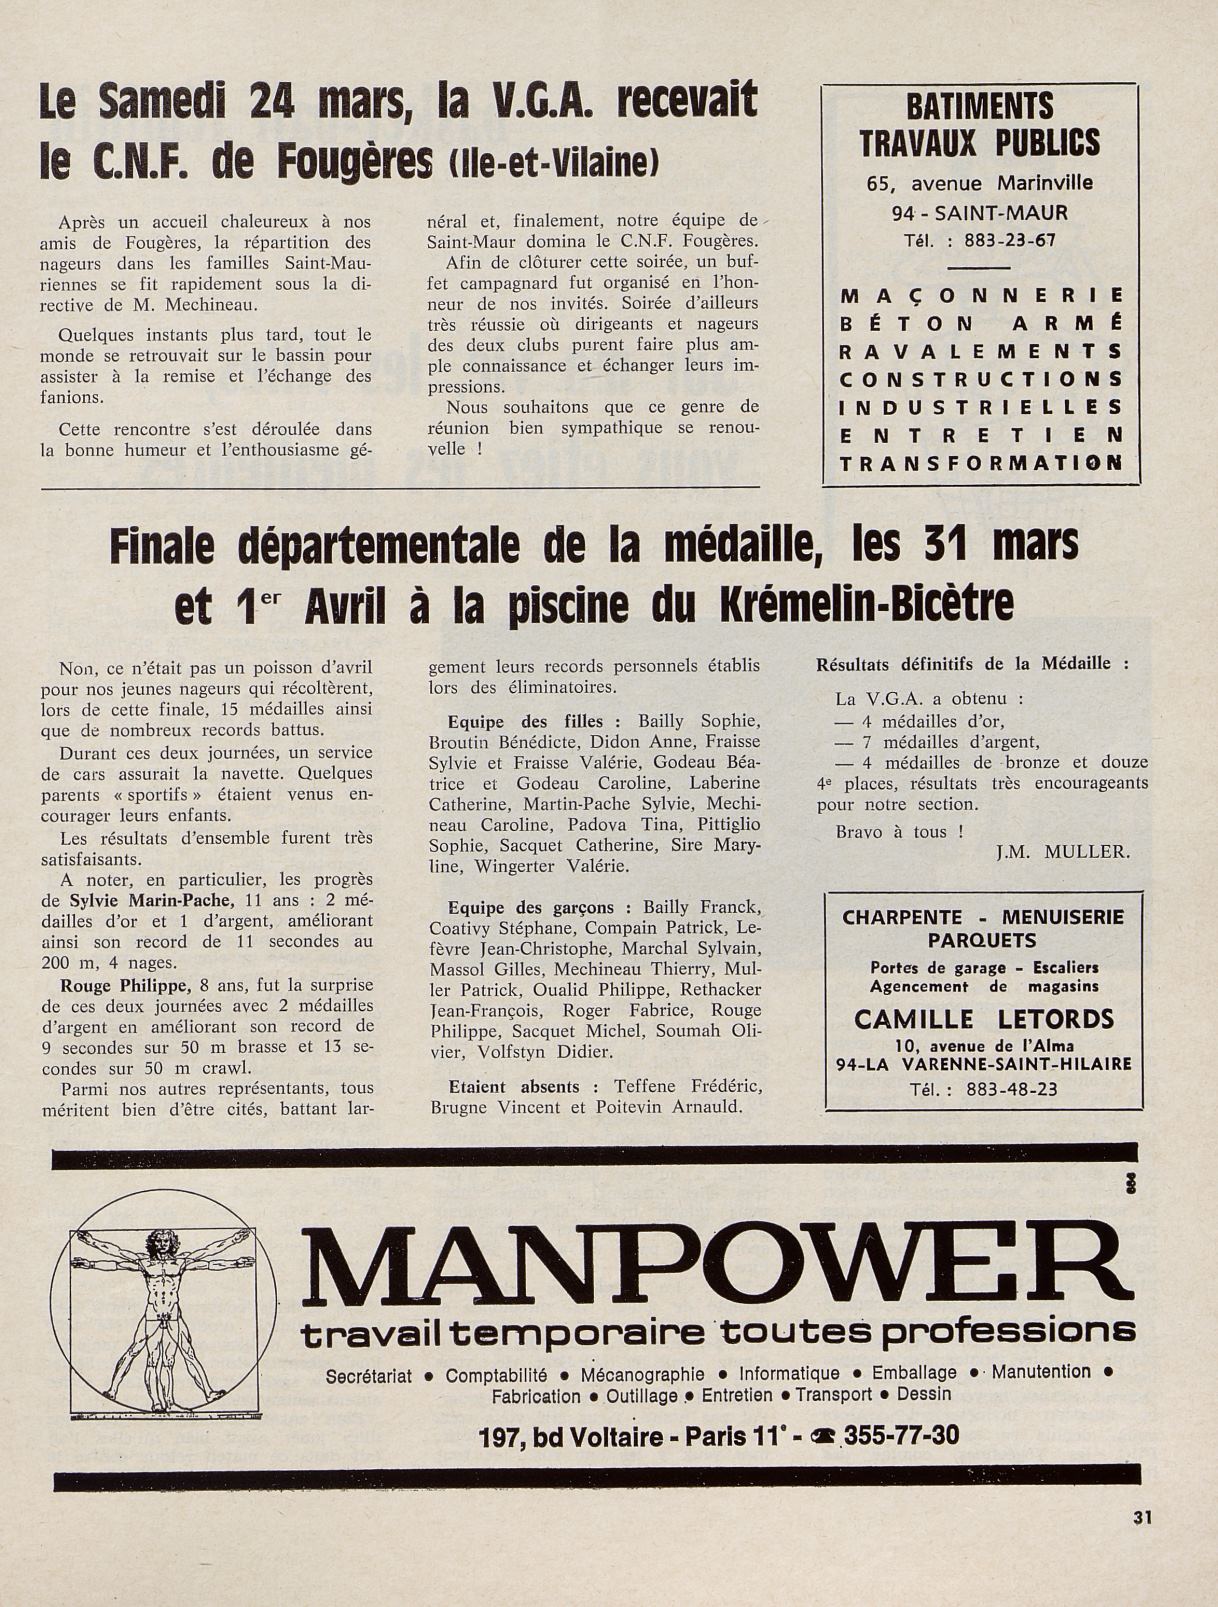 Le Samedi 24 mars, la V.G.A. recevait
le C.N.F. de Fougères (Ile-et-Vilaine)
Après un accueil chaleureux à nos
amis de Fougères, la répartition des
nageurs dans les familles Saint-Mau-
riennes se fit rapidement sous la di-
rective de M. Mechineau.
Quelques instants plus tard, tout le
monde se retrouvait sur le bassin pour
assister à la remise et l'échange des
fanions.
Cette rencontre s'est déroulée dans
la bonne humeur et l'enthousiasme gé-
néral et, finalement, notre équipe de
Saint-Maur domina le C.N.F. Fougères.
Afin de clôturer cette soirée, un buf-
fet campagnard fut organisé en l'hon-
neur de nos invités. Soirée d'ailleurs
très réussie où dirigeants et nageurs
des deux clubs purent faire plus am-
ple connaissance et échanger leurs im-
pressions.
Nous souhaitons que ce genre de
réunion bien sympathique se renou-
velle !
BATIMENTS
TRAVAUX PUBLICS
65, avenue Marinville
94 - SAINT-MAUR
Tél. : 883-23-67
MAÇONNERIE
BÉTON ARMÉ
RAVALEMENTS
CONSTRUCTIONS
INDUSTRIELLES
ENTRETIEN
TRANSFORMATION
Finale départementale de la médaille, les 31 mars
et 1er Avril à la piscine du Krémelin-Bicètre
Non, ce n'était pas un poisson d'avril
pour nos jeunes nageurs qui récoltèrent,
lors de cette finale, 15 médailles ainsi
que de nombreux records battus.
Durant ces deux journées, un service
de cars assurait la navette. Quelques
parents « sportifs » étaient venus en-
courager leurs enfants.
Les résultats d'ensemble furent très
satisfaisants.
A noter, en particulier, les progrès
de Sylvie Marin-Pache, 11 ans : 2 mé-
dailles d'or et 1 d'argent, améliorant
ainsi son record de 11 secondes au
200 m, 4 nages.
Rouge Philippe, 8 ans, fut la surprise
de ces deux journées avec 2 médailles
d'argent en améliorant son record de
9 secondes sur 50 m brasse et 13 se-
condes sur 50 m crawl.
Parmi nos autres représentants, tous
méritent bien d'être cités, battant lar-
gement leurs records personnels établis
lors des éliminatoires.
Equipe des filles : Bailly Sophie,
Broutin Bénédicte, Didon Anne, Fraisse
Sylvie et Fraisse Valérie, Godeau Béa-
trice et Godeau Caroline, Laberine
Catherine, Martin-Pache Sylvie, Mechi-
neau Caroline, Padova Tina, Pittiglio
Sophie, Sacquet Catherine, Sire Mary-
line, Wingerter Valérie.
Equipe des garçons : Bailly Franck,
Coativy Stéphane, Compain Patrick, Le-
fèvre Jean-Christophe, Marchal Sylvain,
Massol Gilles, Mechineau Thierry, Mul-
ler Patrick, Oualid Philippe, Rethacker
Jean-François, Roger Fabrice, Rouge
Philippe, Sacquet Michel, Soumah Oli-
vier, Volfstyn Didier.
Etaient absents : Teffene Frédéric,
Brugne Vincent et Poitevin Arnauld.
Résultats définitifs de la Médaille :
La V.G.A. a obtenu :
— 4 médailles d'or,
— 7 médailles d'argent,
— 4 médailles de bronze et douze
4e places, résultats très encourageants
pour notre section.
Bravo à tous !
J.M. MULLER.
CHARPENTE - MENUISERIE
PARQUETS
Portes de garage - Escaliers
Agencement de magasins
CAMILLE LETORDS
10, avenue de l'Alma
94-LA VARENNE-SAINT-HILAIRE
Tél. : 883-48-23
MANPOWER
travail temporaire toutes professions
Secrétariat ● Comptabilité ● Mécanographie ● Informatique ● Emballage ● Manutention ●
Fabrication ● Outillage ● Entretien ● Transport ● Dessin
197, bd Voltaire - Paris 11e - ☎ 355-77-30
31